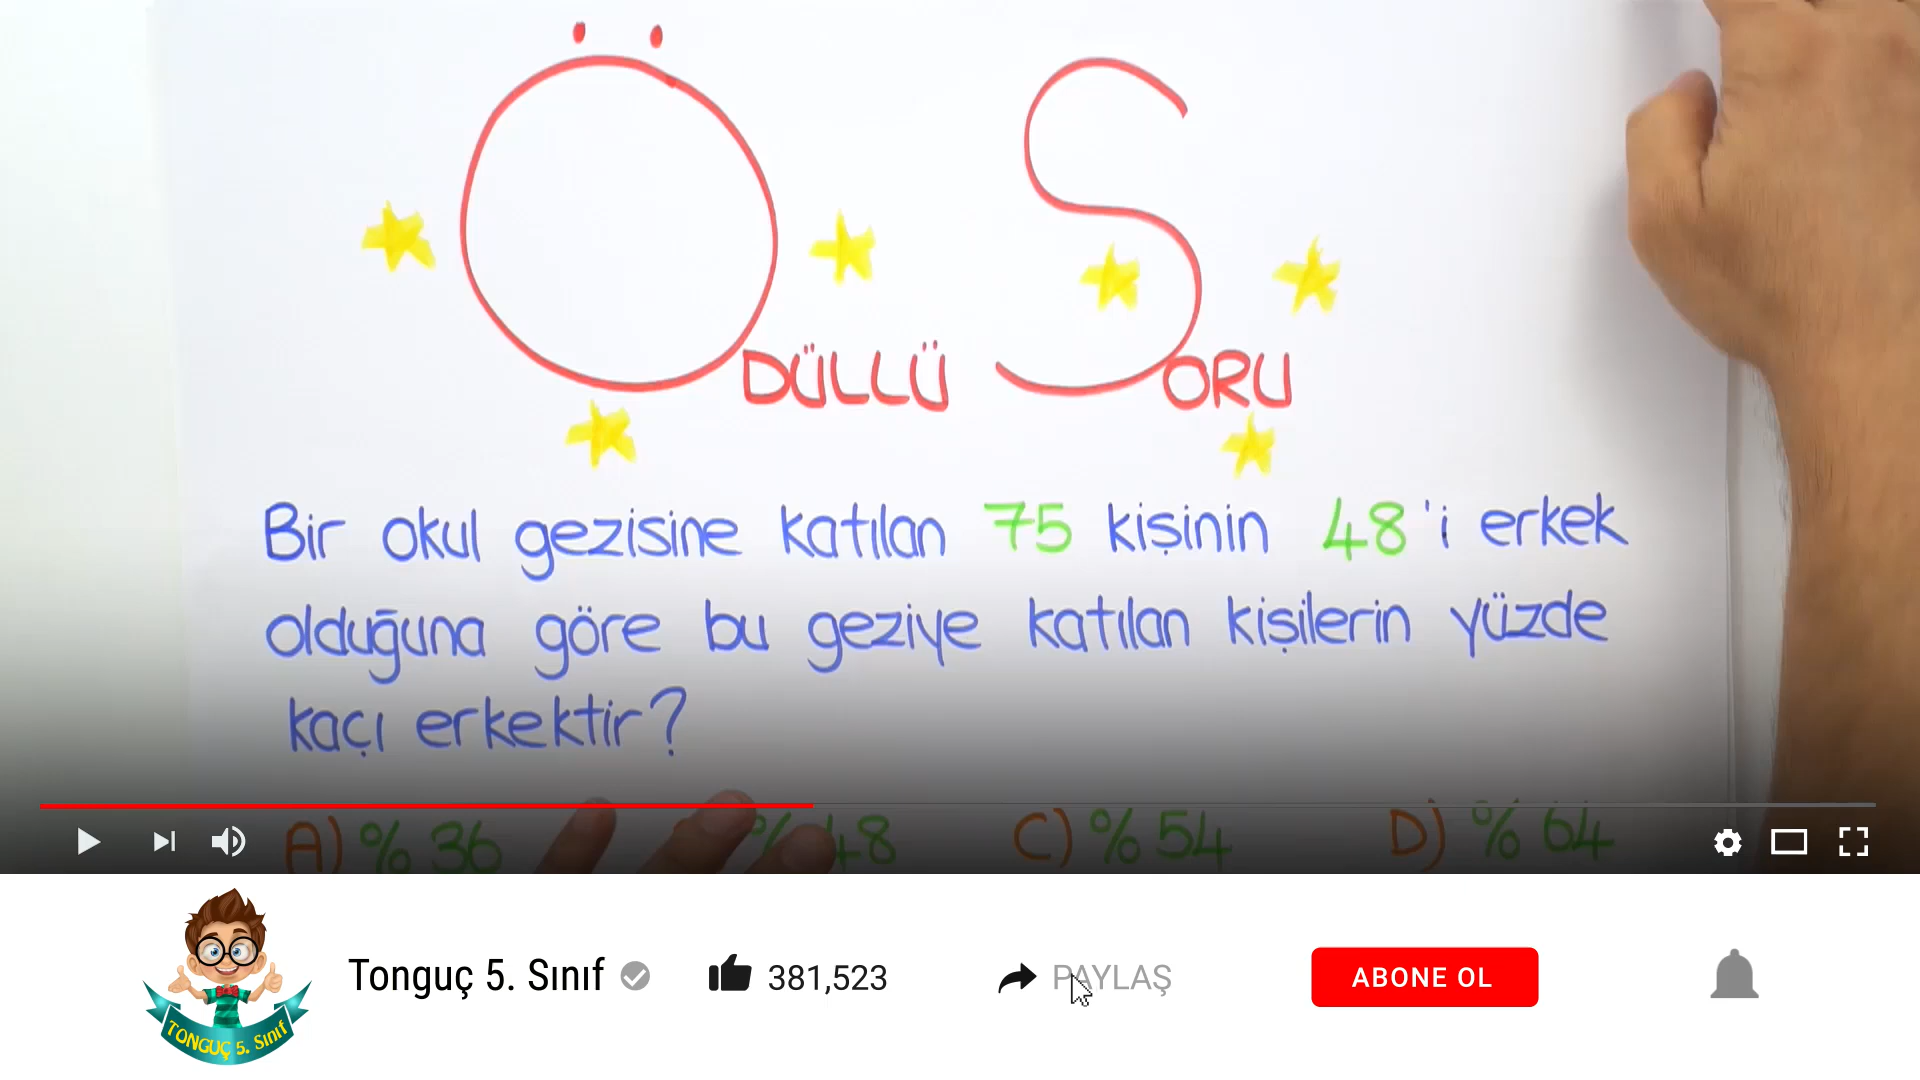 ÖDÜLLÜ SORU
Bir okul gezisine katılan 75 kişinin 48'i erkek
olduğuna göre bu geziye katılan kişilerin yüzde
kaçı erkektir?
A) % 36 % 48 C) % 54 D) % 64
Tonguç 5. Sınıf 381,523 PAYLAŞ ABONE OL
TONGUÇ 5. Sınıf